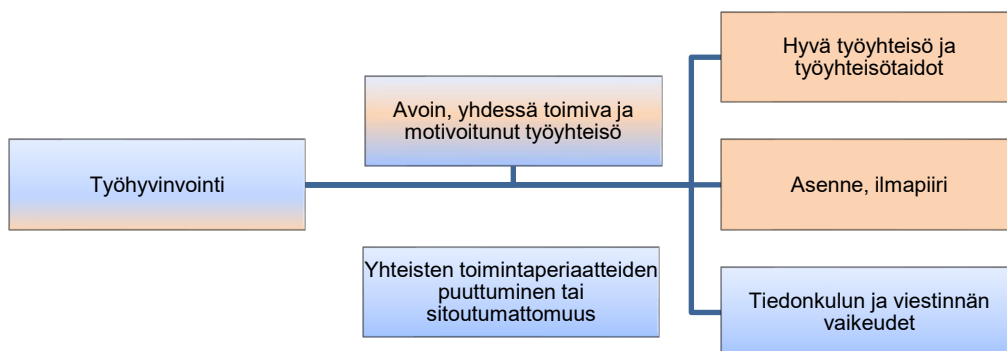 Hyvä työyhteisö ja
työyhteisötaidot
Avoin, yhdessä toimiva ja
motivoitunut työyhteisö
Työhyvinvointi
Asenne, ilmapiiri
Yhteisten toimintaperiaatteiden
puuttuminen tai
sitoutumattomuus
Tiedonkulun ja viestinnän
vaikeudet